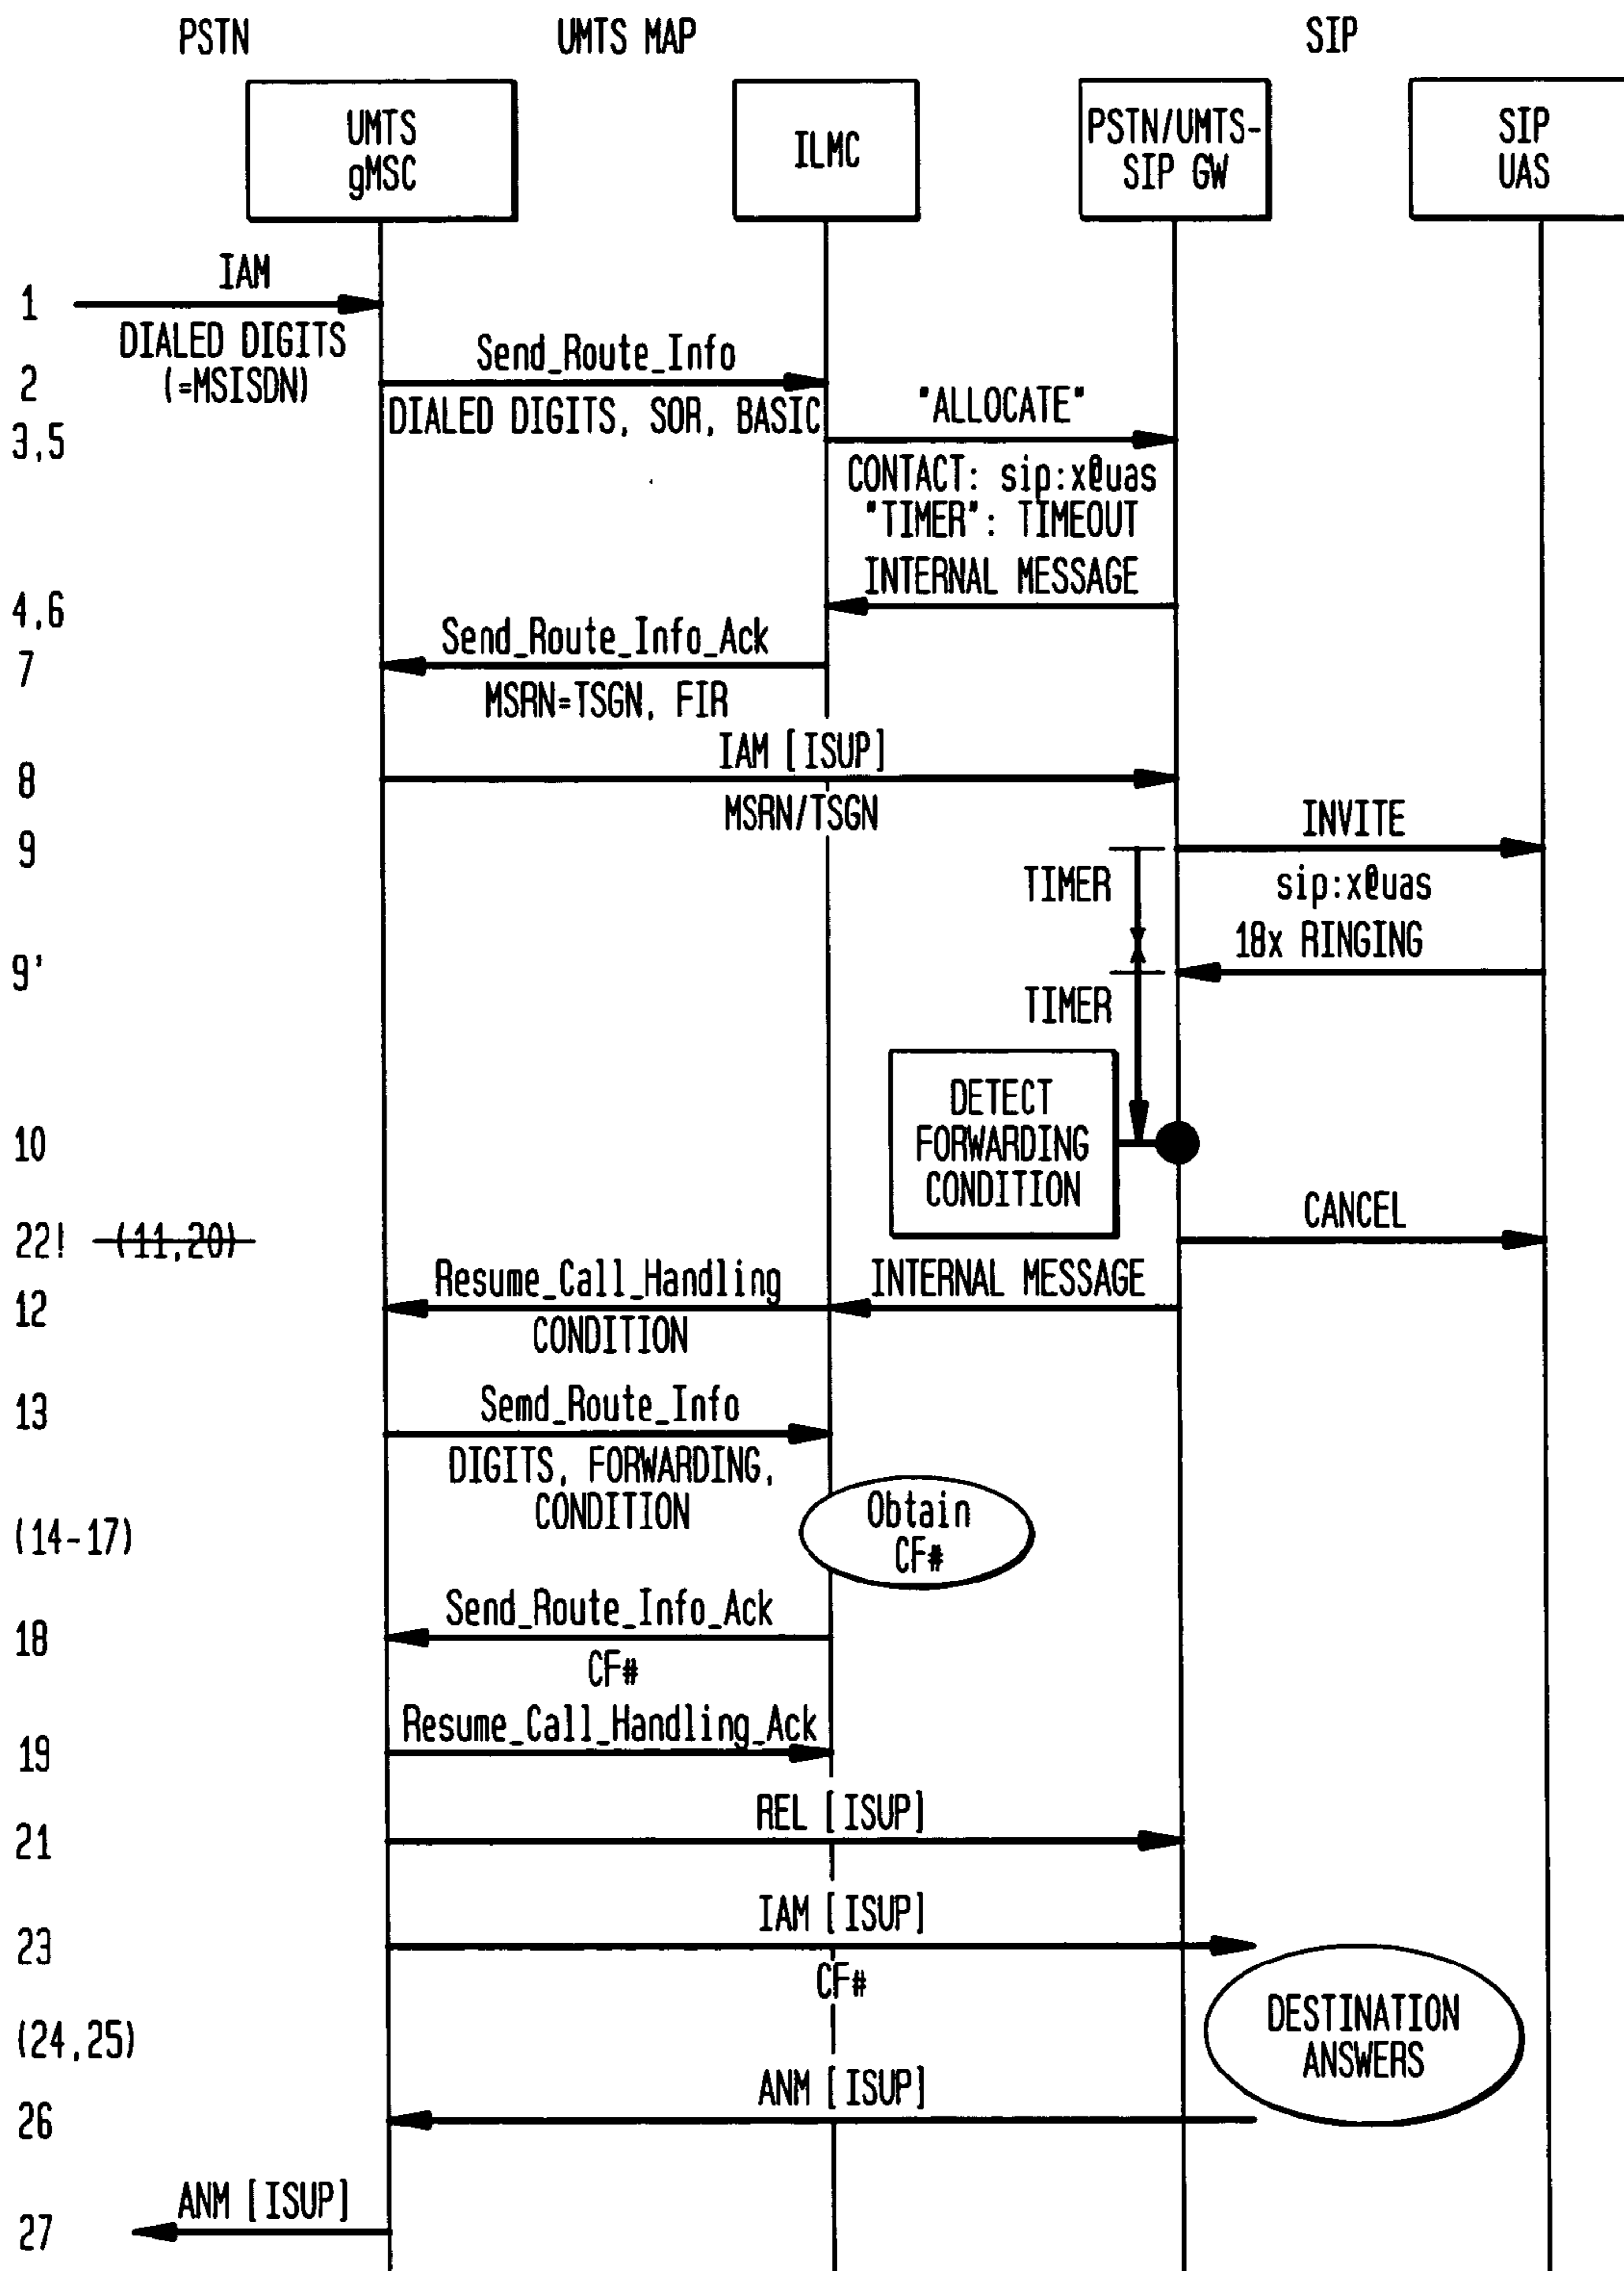 PSTN
UMTS MAP
SIP
UMTS
gMSC
ILMC
PSTN/UMTS-
SIP GW
SIP
UAS
1
IAM
DIALED DIGITS
(=MSISDN)
2
Send_Route_Info
DIALED DIGITS, SOR, BASIC
3,5
"ALLOCATE"
CONTACT: sip:x@uas
"TIMER": TIMEOUT
INTERNAL MESSAGE
4,6
Send_Route_Info_Ack
7
MSRN=TSGN, FIR
IAM [ISUP]
8
MSRN/TSGN
INVITE
9
TIMER
sip:x@uas
18x RINGING
9'
TIMER
DETECT
FORWARDING
CONDITION
10
CANCEL
22! (11,20)
Resume_Call_Handling
INTERNAL MESSAGE
12
CONDITION
13
Semd_Route_Info
DIGITS, FORWARDING,
CONDITION
(14-17)
Obtain
CF#
Send_Route_Info_Ack
18
CF#
Resume_Call_Handling_Ack
19
REL [ISUP]
21
IAM [ISUP]
23
CF#
DESTINATION
ANSWERS
(24,25)
ANM [ISUP]
26
ANM [ISUP]
27